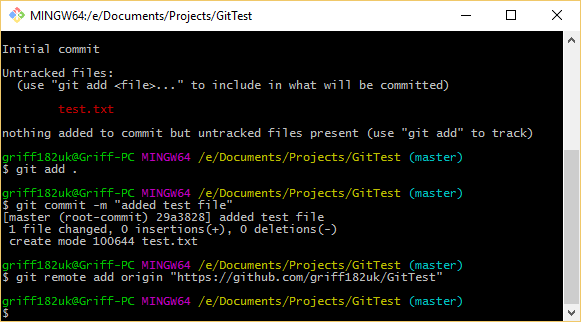 MINGW64:/e/Documents/Projects/GitTest
Initial commit
Untracked files:
  (use "git add <file>..." to include in what will be committed)
        test.txt
nothing added to commit but untracked files present (use "git add" to track)
griff182uk@Griff-PC MINGW64 /e/Documents/Projects/GitTest (master)
$ git add .
griff182uk@Griff-PC MINGW64 /e/Documents/Projects/GitTest (master)
$ git commit -m "added test file"
[master (root-commit) 29a3828] added test file
 1 file changed, 0 insertions(+), 0 deletions(-)
 create mode 100644 test.txt
griff182uk@Griff-PC MINGW64 /e/Documents/Projects/GitTest (master)
$ git remote add origin "https://github.com/griff182uk/GitTest"
griff182uk@Griff-PC MINGW64 /e/Documents/Projects/GitTest (master)
$